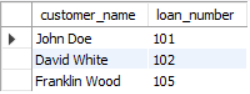 customer_name loan_number
John Doe 101
David White 102
Franklin Wood 105